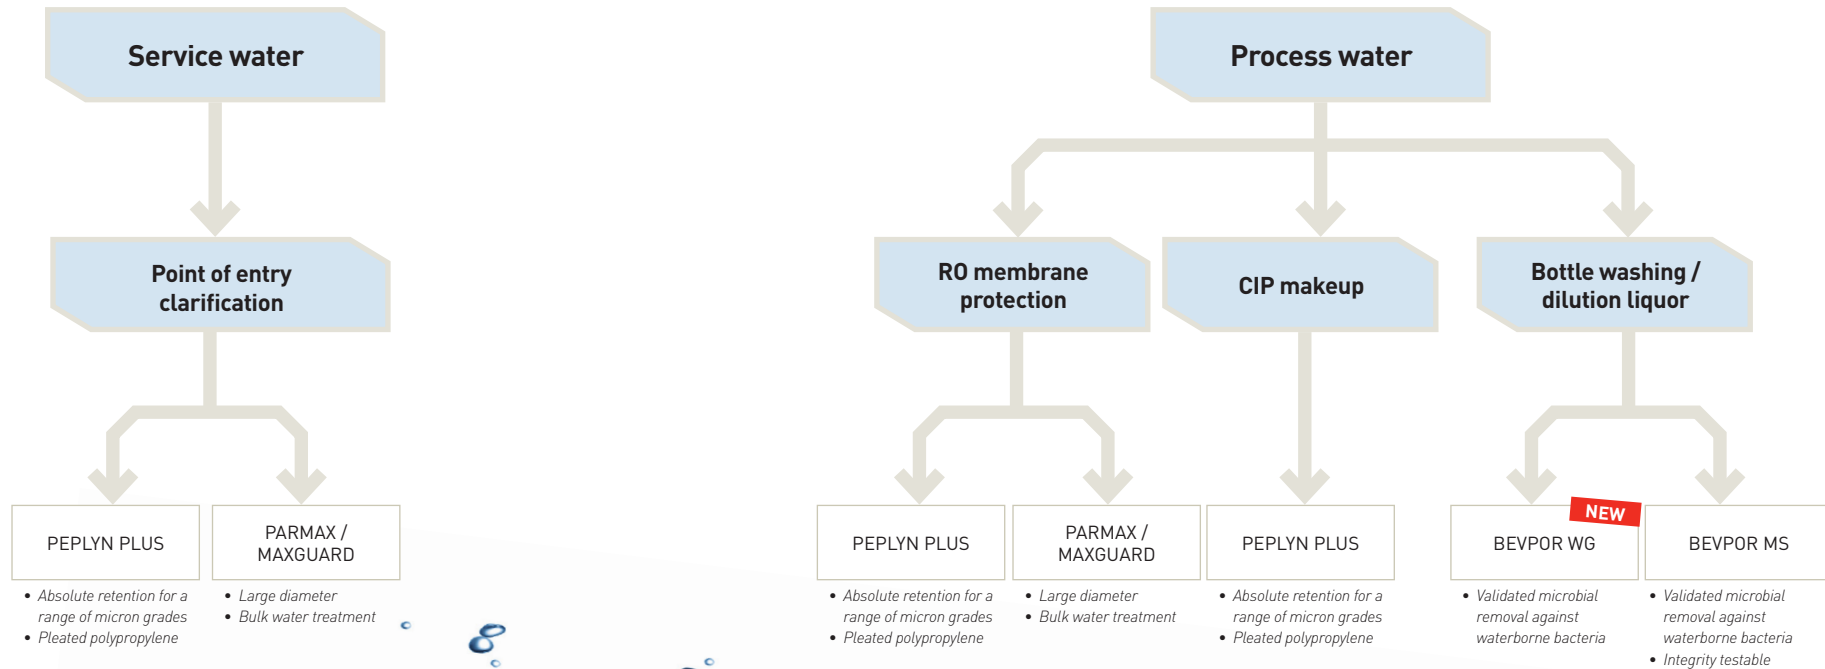 Service water
Process water
Point of entry
clarification
RO membrane
protection
CIP makeup
Bottle washing /
dilution liquor
PEPLYN PLUS
• Absolute retention for a
range of micron grades
• Pleated polypropylene
PARMAX /
MAXGUARD
• Large diameter
• Bulk water treatment
PEPLYN PLUS
• Absolute retention for a
range of micron grades
• Pleated polypropylene
PARMAX /
MAXGUARD
• Large diameter
• Bulk water treatment
PEPLYN PLUS
• Absolute retention for a
range of micron grades
• Pleated polypropylene
NEW
BEVPOR WG
• Validated microbial
removal against
waterborne bacteria
BEVPOR MS
• Validated microbial
removal against
waterborne bacteria
• Integrity testable